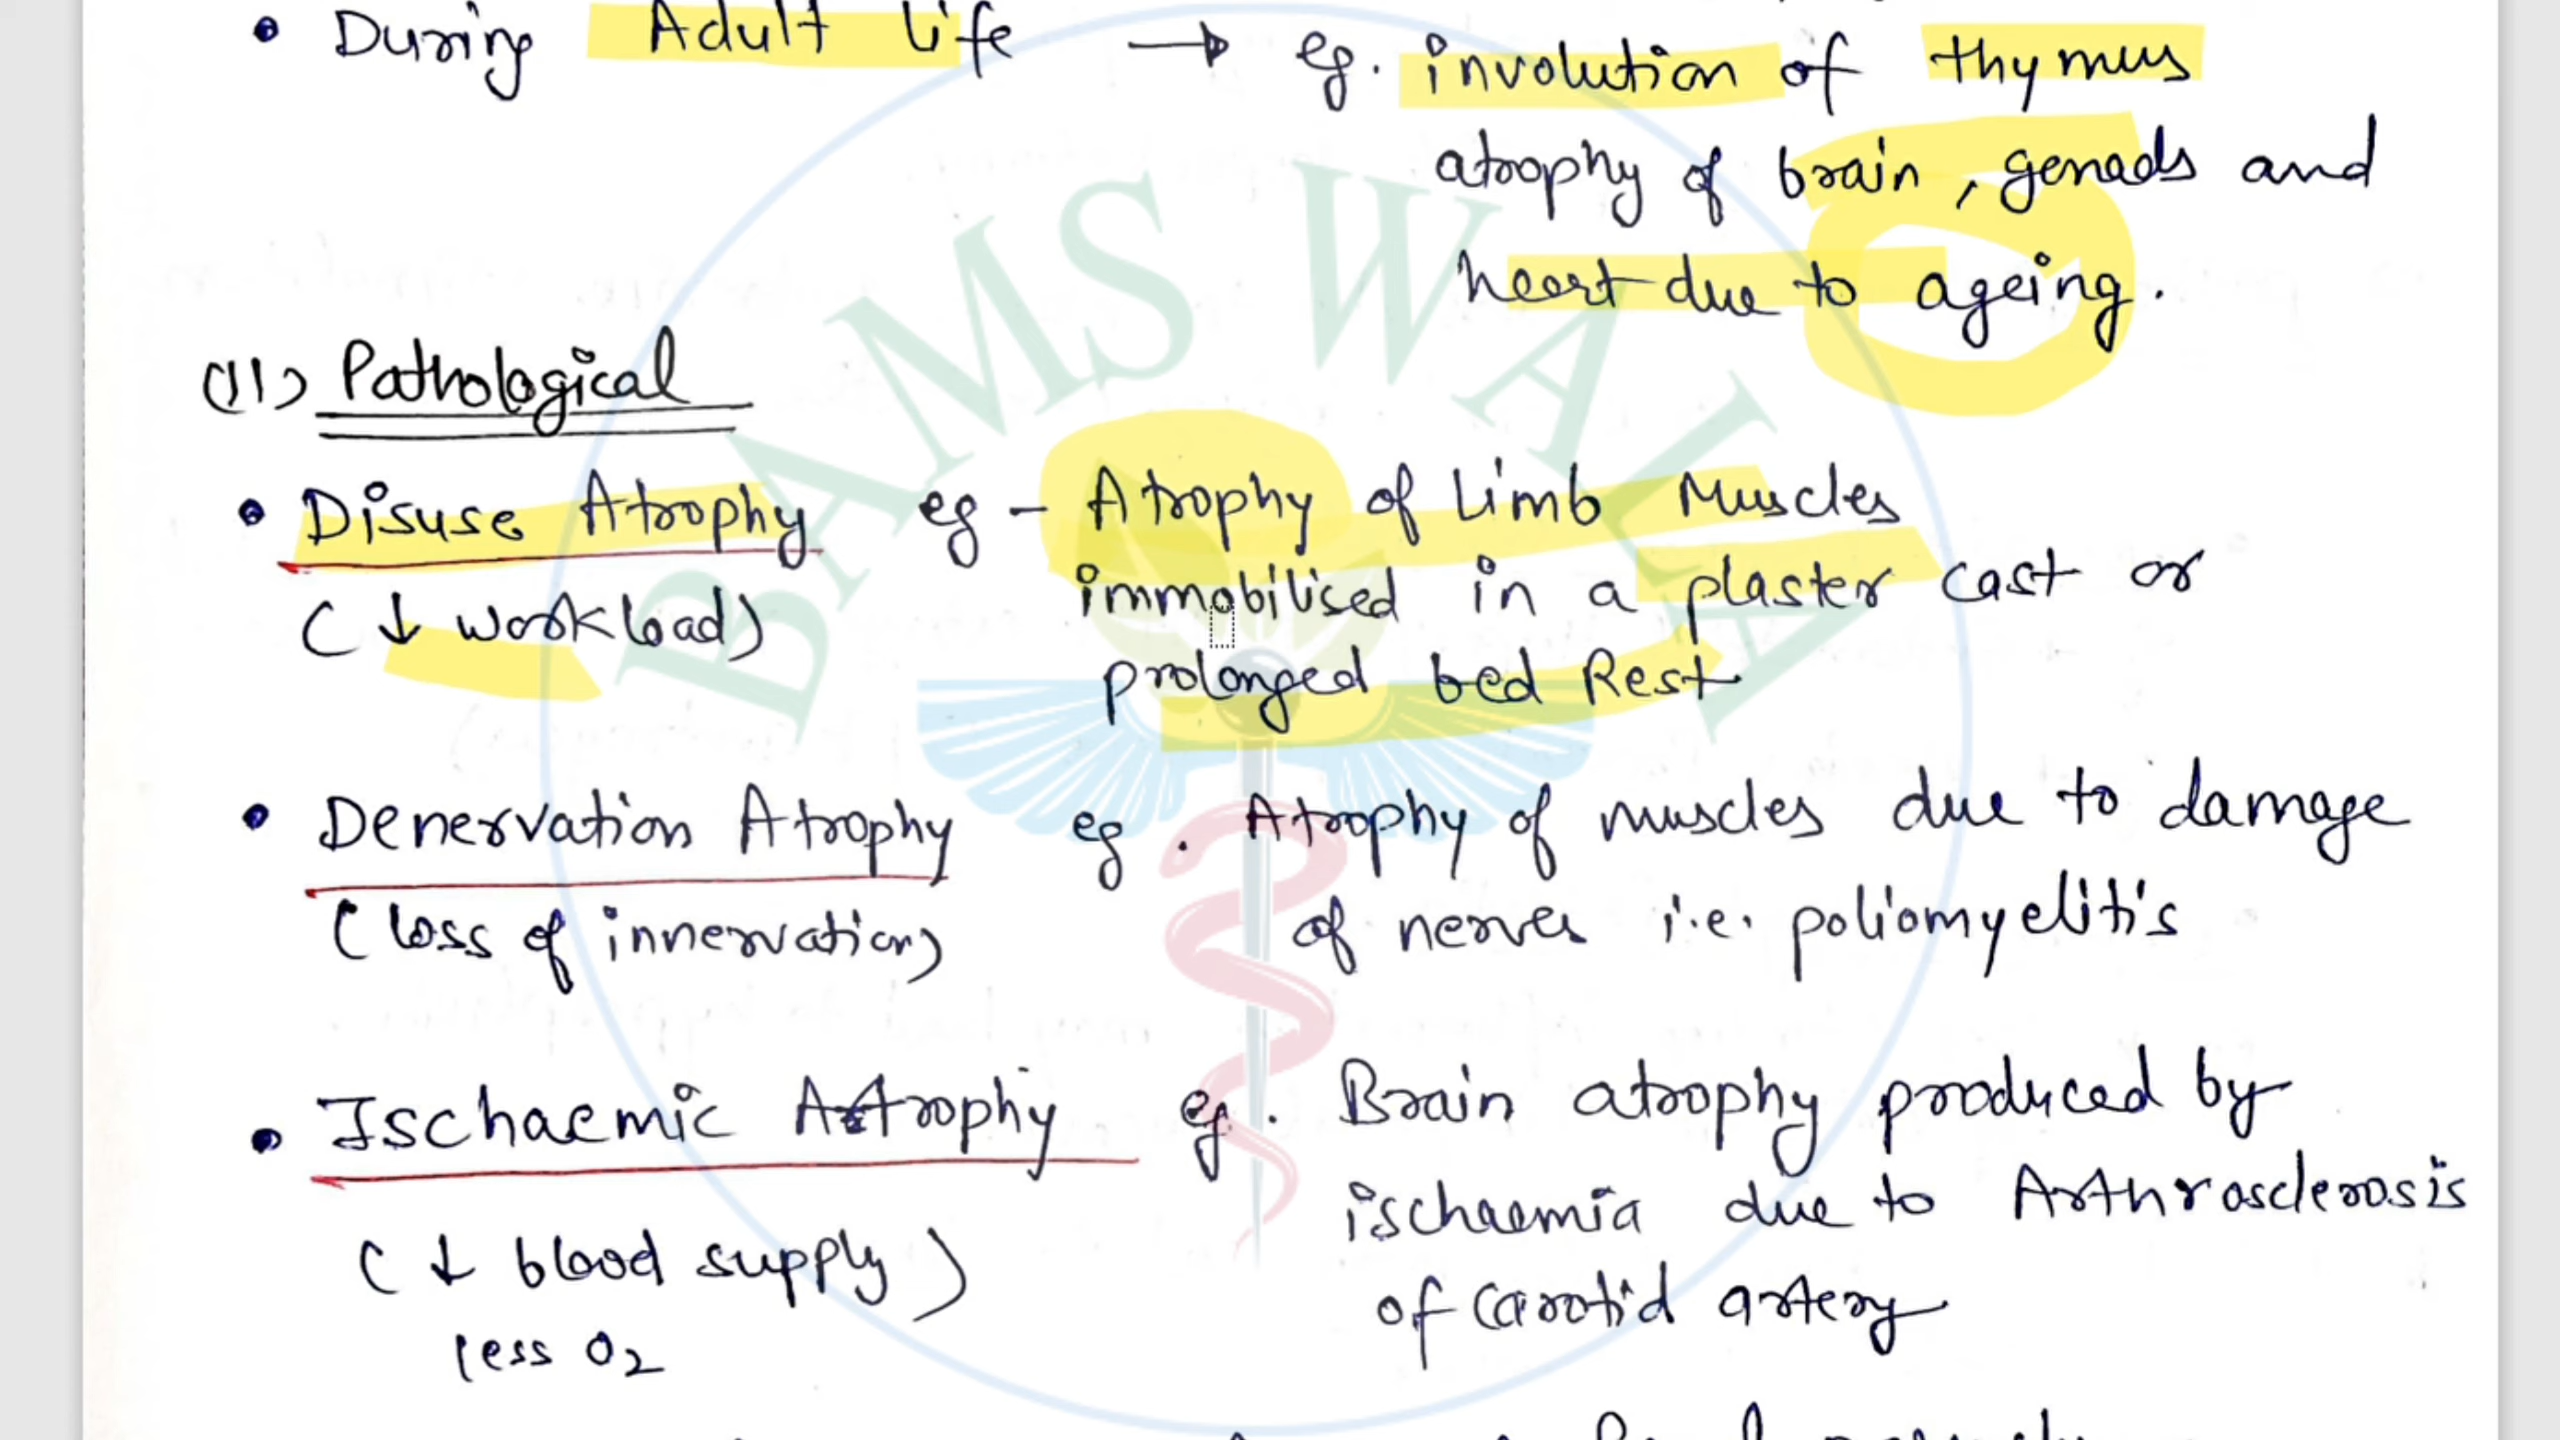 • During Adult life → eg. involution of thymus
atrophy of brain, genads and
heart due to ageing.
(II) Pathological
• Disuse Atrophy eg - Atrophy of Limb Muscles
(↓ workload) immobilised in a plaster cast or
prolonged bed Rest
• Denervation Atrophy eg. Atrophy of muscles due to damage
(loss of innervation) of nerves i.e. poliomyelitis
• Ischaemic Atrophy eg. Brain atrophy produced by
ischaemia due to Arthrasclerosis
(↓ blood supply) of carotid artery
less O2
BAMS WALA